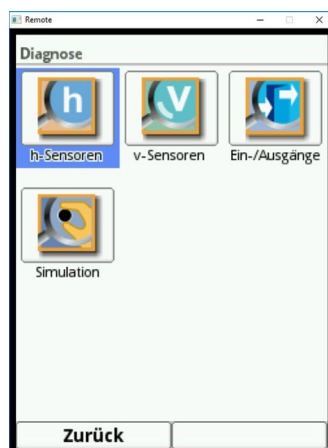 Remote
Diagnose
h
V
h-Sensoren
v-Sensoren
Ein-/Ausgänge
Simulation
Zurück